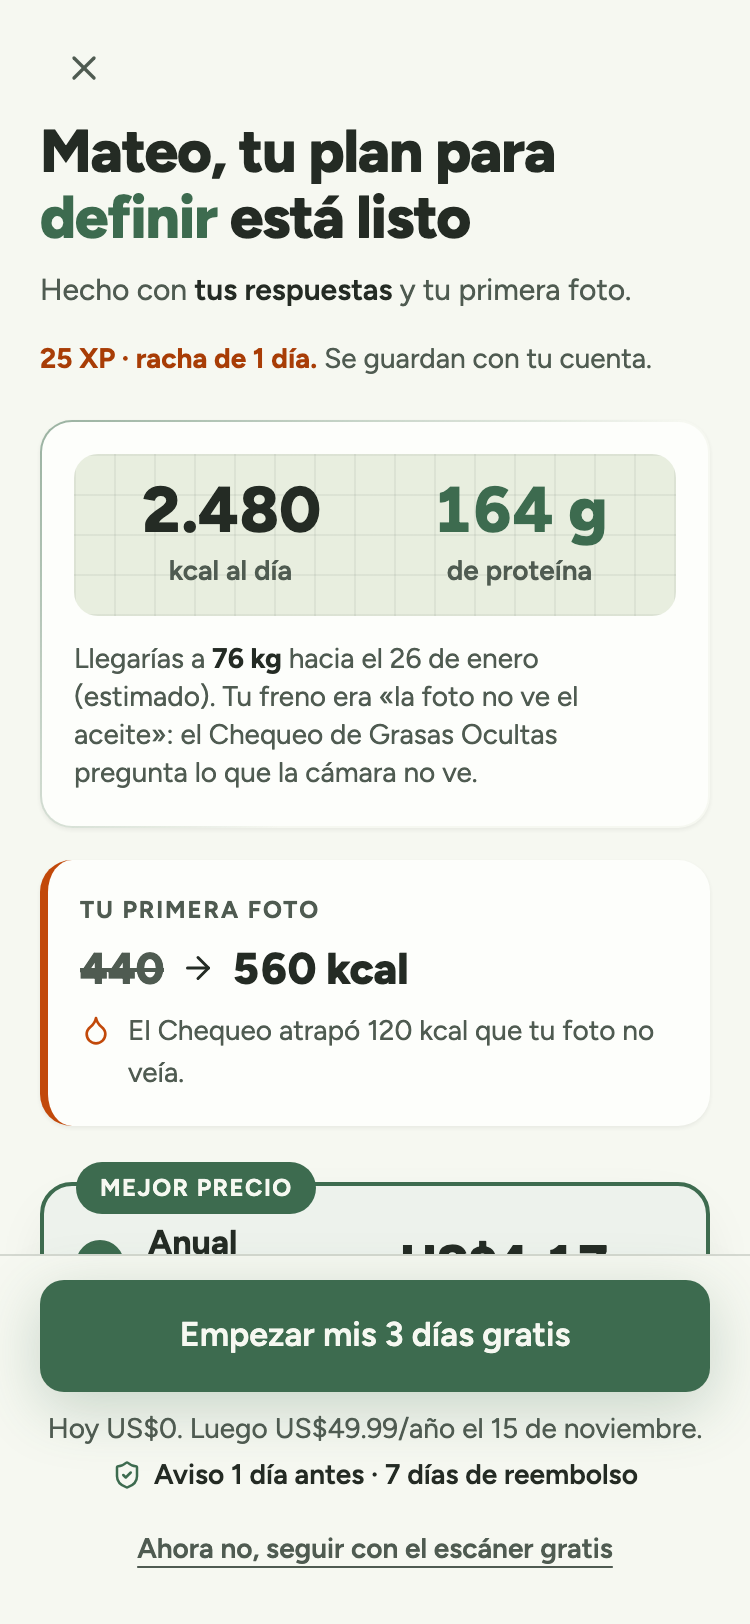 Mateo, tu plan para
definir está listo
Hecho con tus respuestas y tu primera foto.
25 XP · racha de 1 día. Se guardan con tu cuenta.
2.480
kcal al día
164 g
de proteína
Llegarías a 76 kg hacia el 26 de enero
(estimado). Tu freno era «la foto no ve el
aceite»: el Chequeo de Grasas Ocultas
pregunta lo que la cámara no ve.
TU PRIMERA FOTO
440 → 560 kcal
El Chequeo atrapó 120 kcal que tu foto no
veía.
MEJOR PRECIO
Anual
US$4.17
Empezar mis 3 días gratis
Hoy US$0. Luego US$49.99/año el 15 de noviembre.
Aviso 1 día antes · 7 días de reembolso
Ahora no, seguir con el escáner gratis